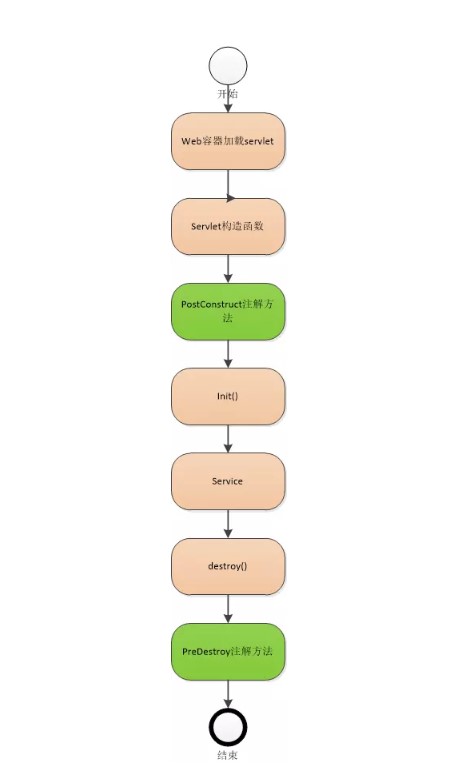 开始
Web容器加载servlet
Servlet构造函数
PostConstruct注解方
法
Init()
Service
destroy()
PreDestroy注解方法
结束